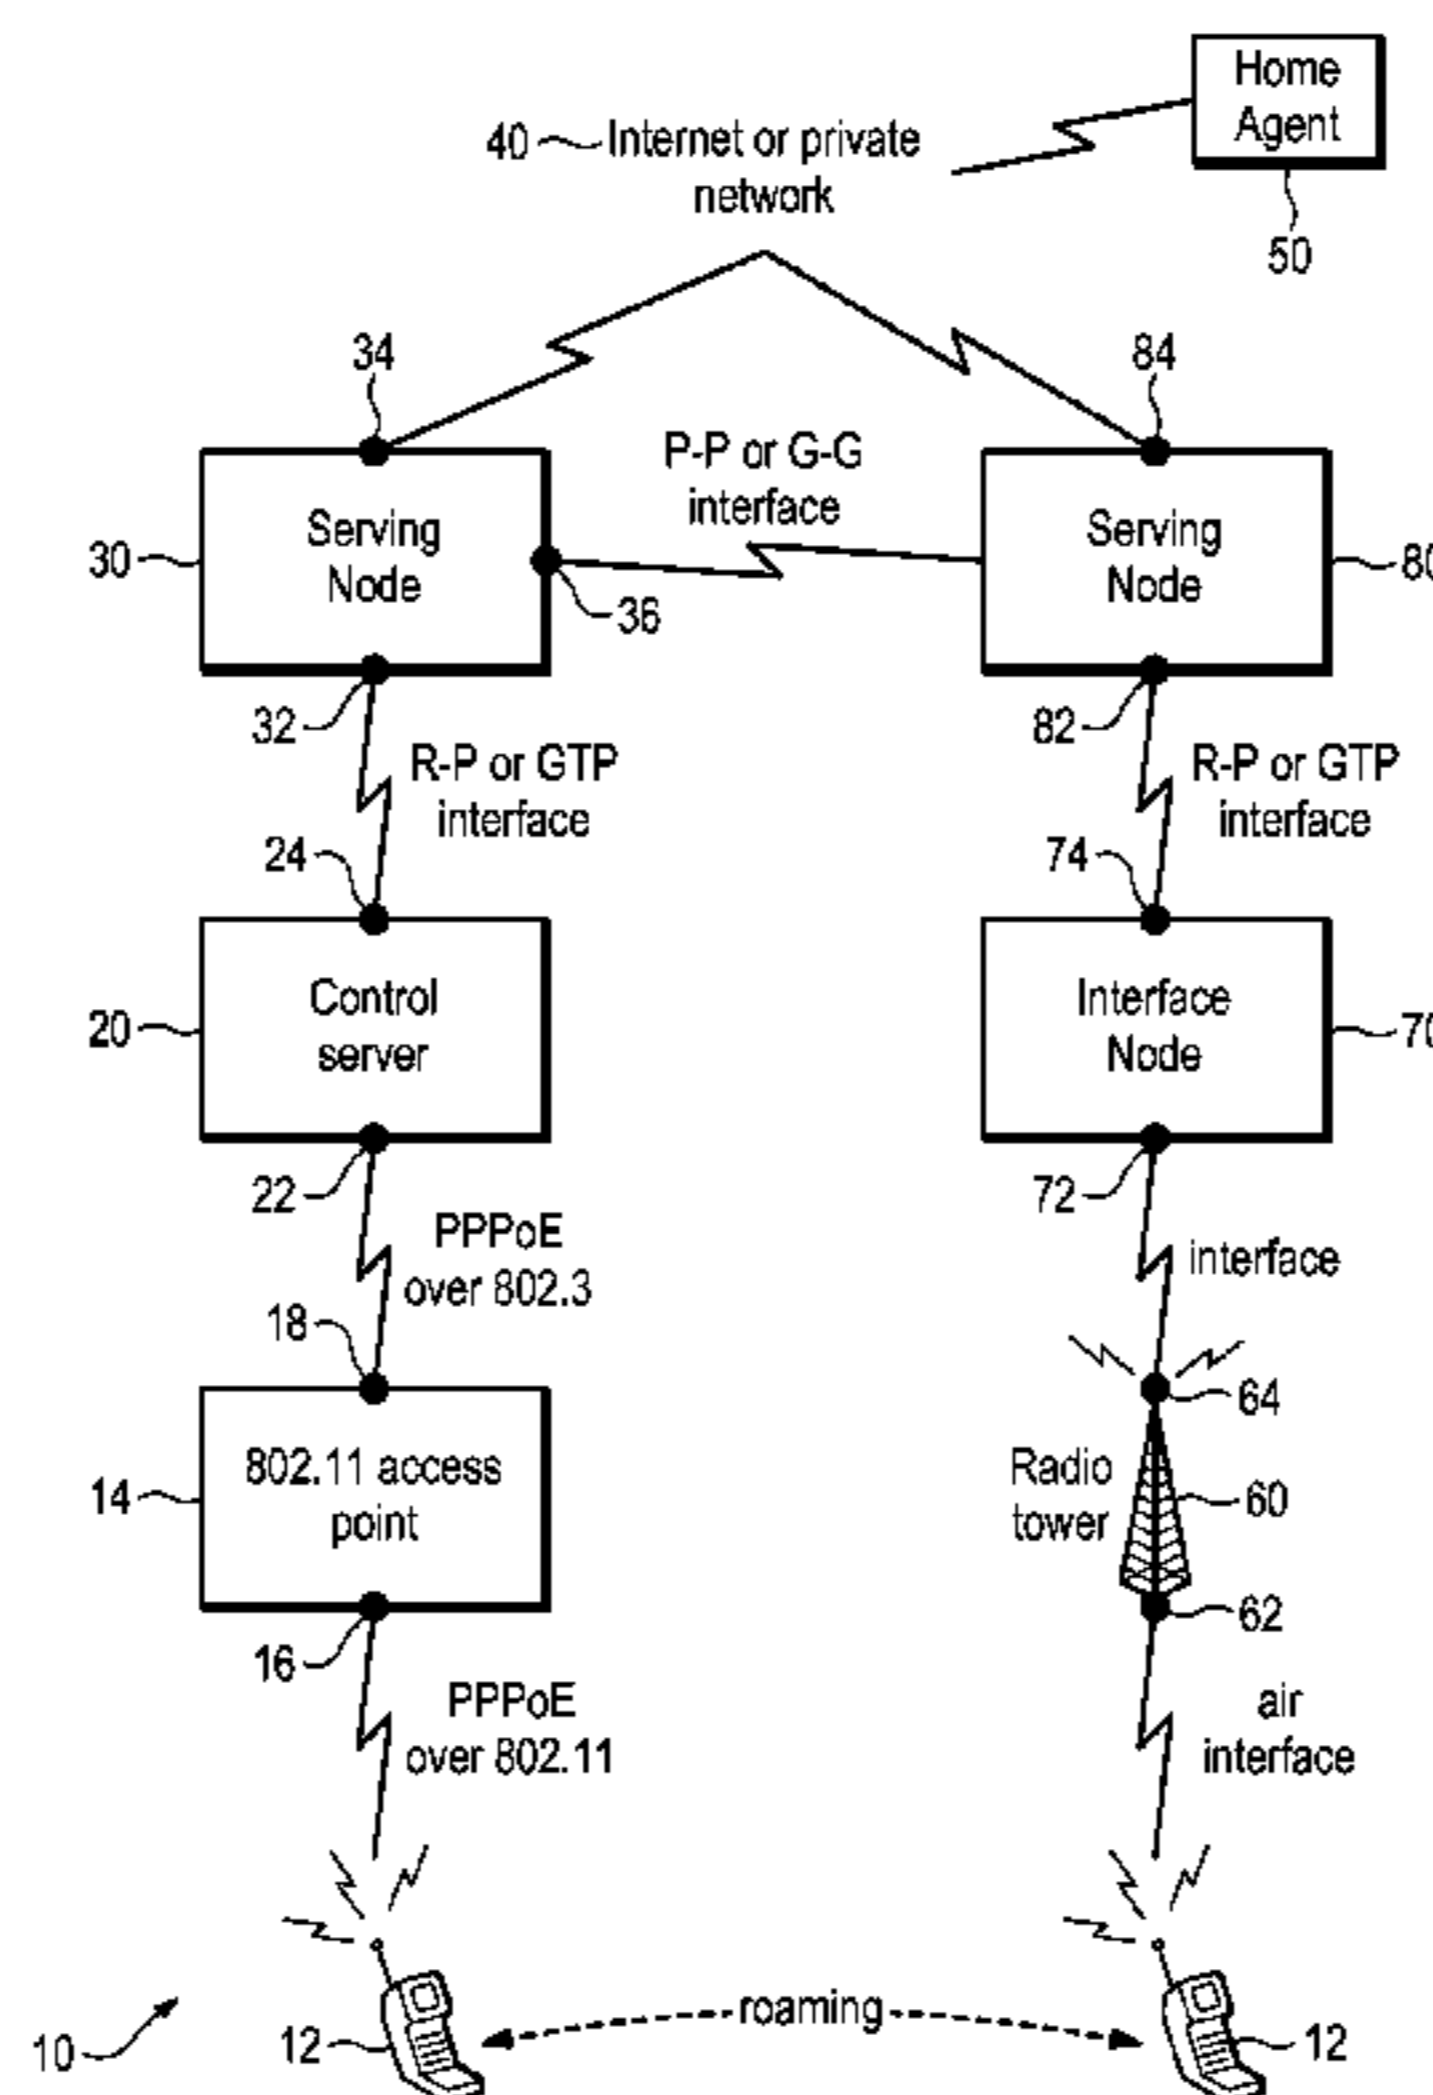 Home
Agent
40 Internet or private
network
50
34
84
P-P or G-G
interface
Serving
Node
30
36
Serving
Node
80
32
R-P or GTP
interface
82
R-P or GTP
interface
24
74
Control
server
20
Interface
Node
70
22
PPPoE
over 802.3
72
interface
18
64
802.11 access
point
14
Radio
tower
60
16
62
PPPoE
over 802.11
air
interface
roaming
10
12
12